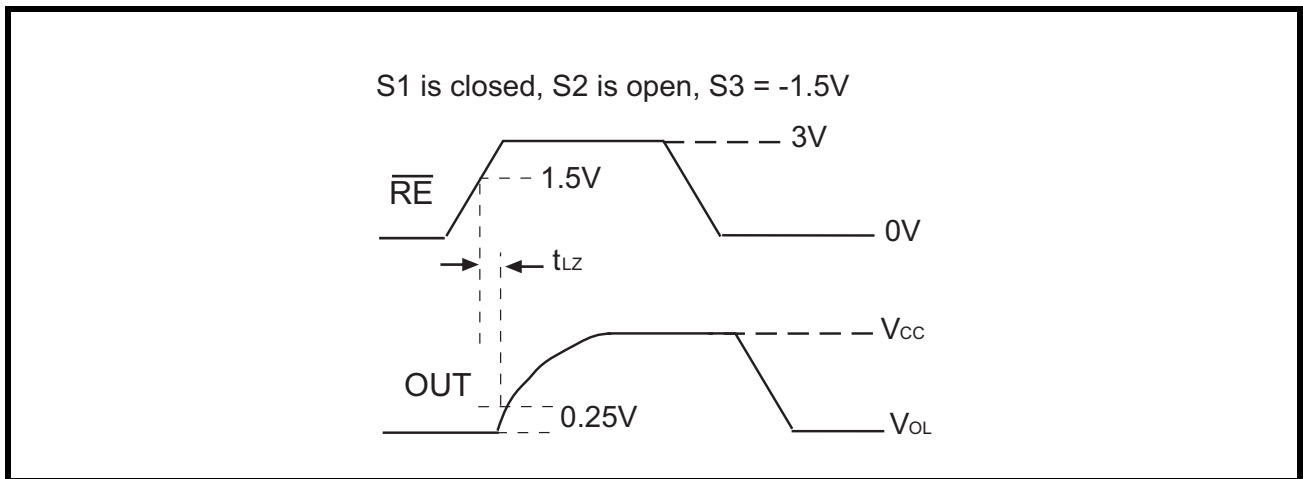 S1 is closed, S2 is open, S3 = -1.5V
3V
1.5V
RE
0V
tLZ
VCC
OUT
0.25V
VOL